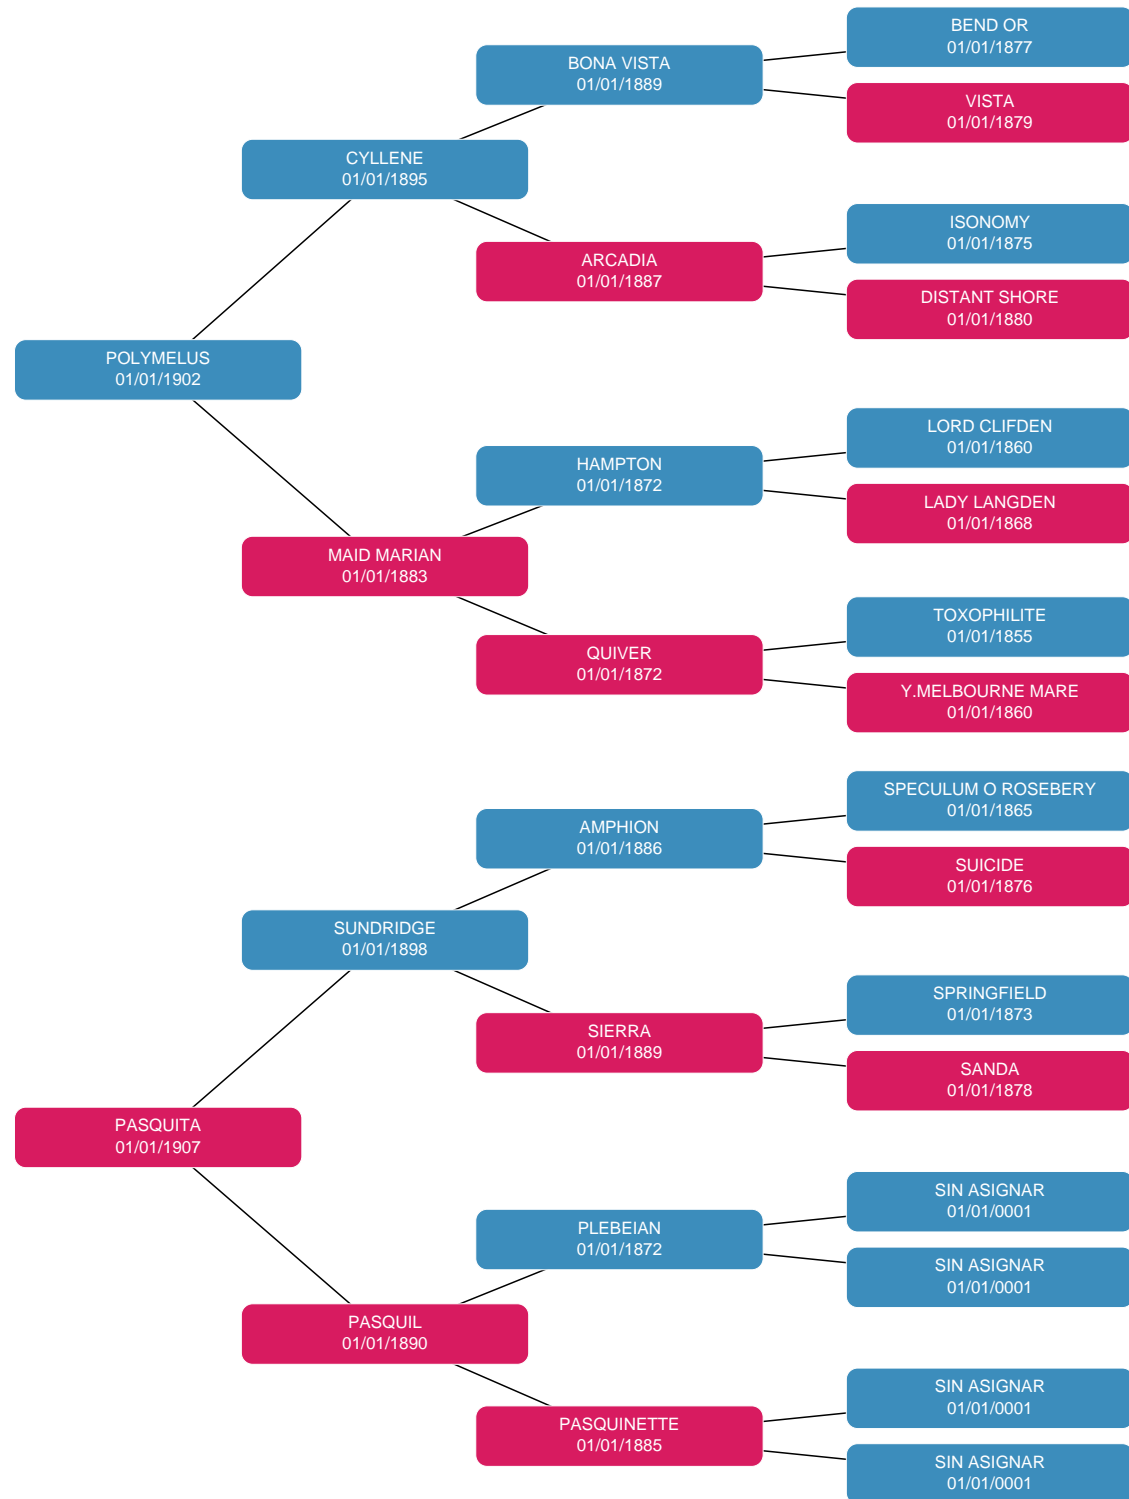 BEND OR
01/01/1877
BONA VISTA
01/01/1889
VISTA
01/01/1879
CYLLENE
01/01/1895
ISONOMY
01/01/1875
ARCADIA
01/01/1887
DISTANT SHORE
01/01/1880
POLYMELUS
01/01/1902
LORD CLIFDEN
01/01/1860
HAMPTON
01/01/1872
LADY LANGDEN
01/01/1868
MAID MARIAN
01/01/1883
TOXOPHILITE
01/01/1855
QUIVER
01/01/1872
Y.MELBOURNE MARE
01/01/1860
SPECULUM O ROSEBERY
01/01/1865
AMPHION
01/01/1886
SUICIDE
01/01/1876
SUNDRIDGE
01/01/1898
SPRINGFIELD
01/01/1873
SIERRA
01/01/1889
SANDA
01/01/1878
PASQUITA
01/01/1907
SIN ASIGNAR
01/01/0001
PLEBEIAN
01/01/1872
SIN ASIGNAR
01/01/0001
PASQUIL
01/01/1890
SIN ASIGNAR
01/01/0001
PASQUINETTE
01/01/1885
SIN ASIGNAR
01/01/0001